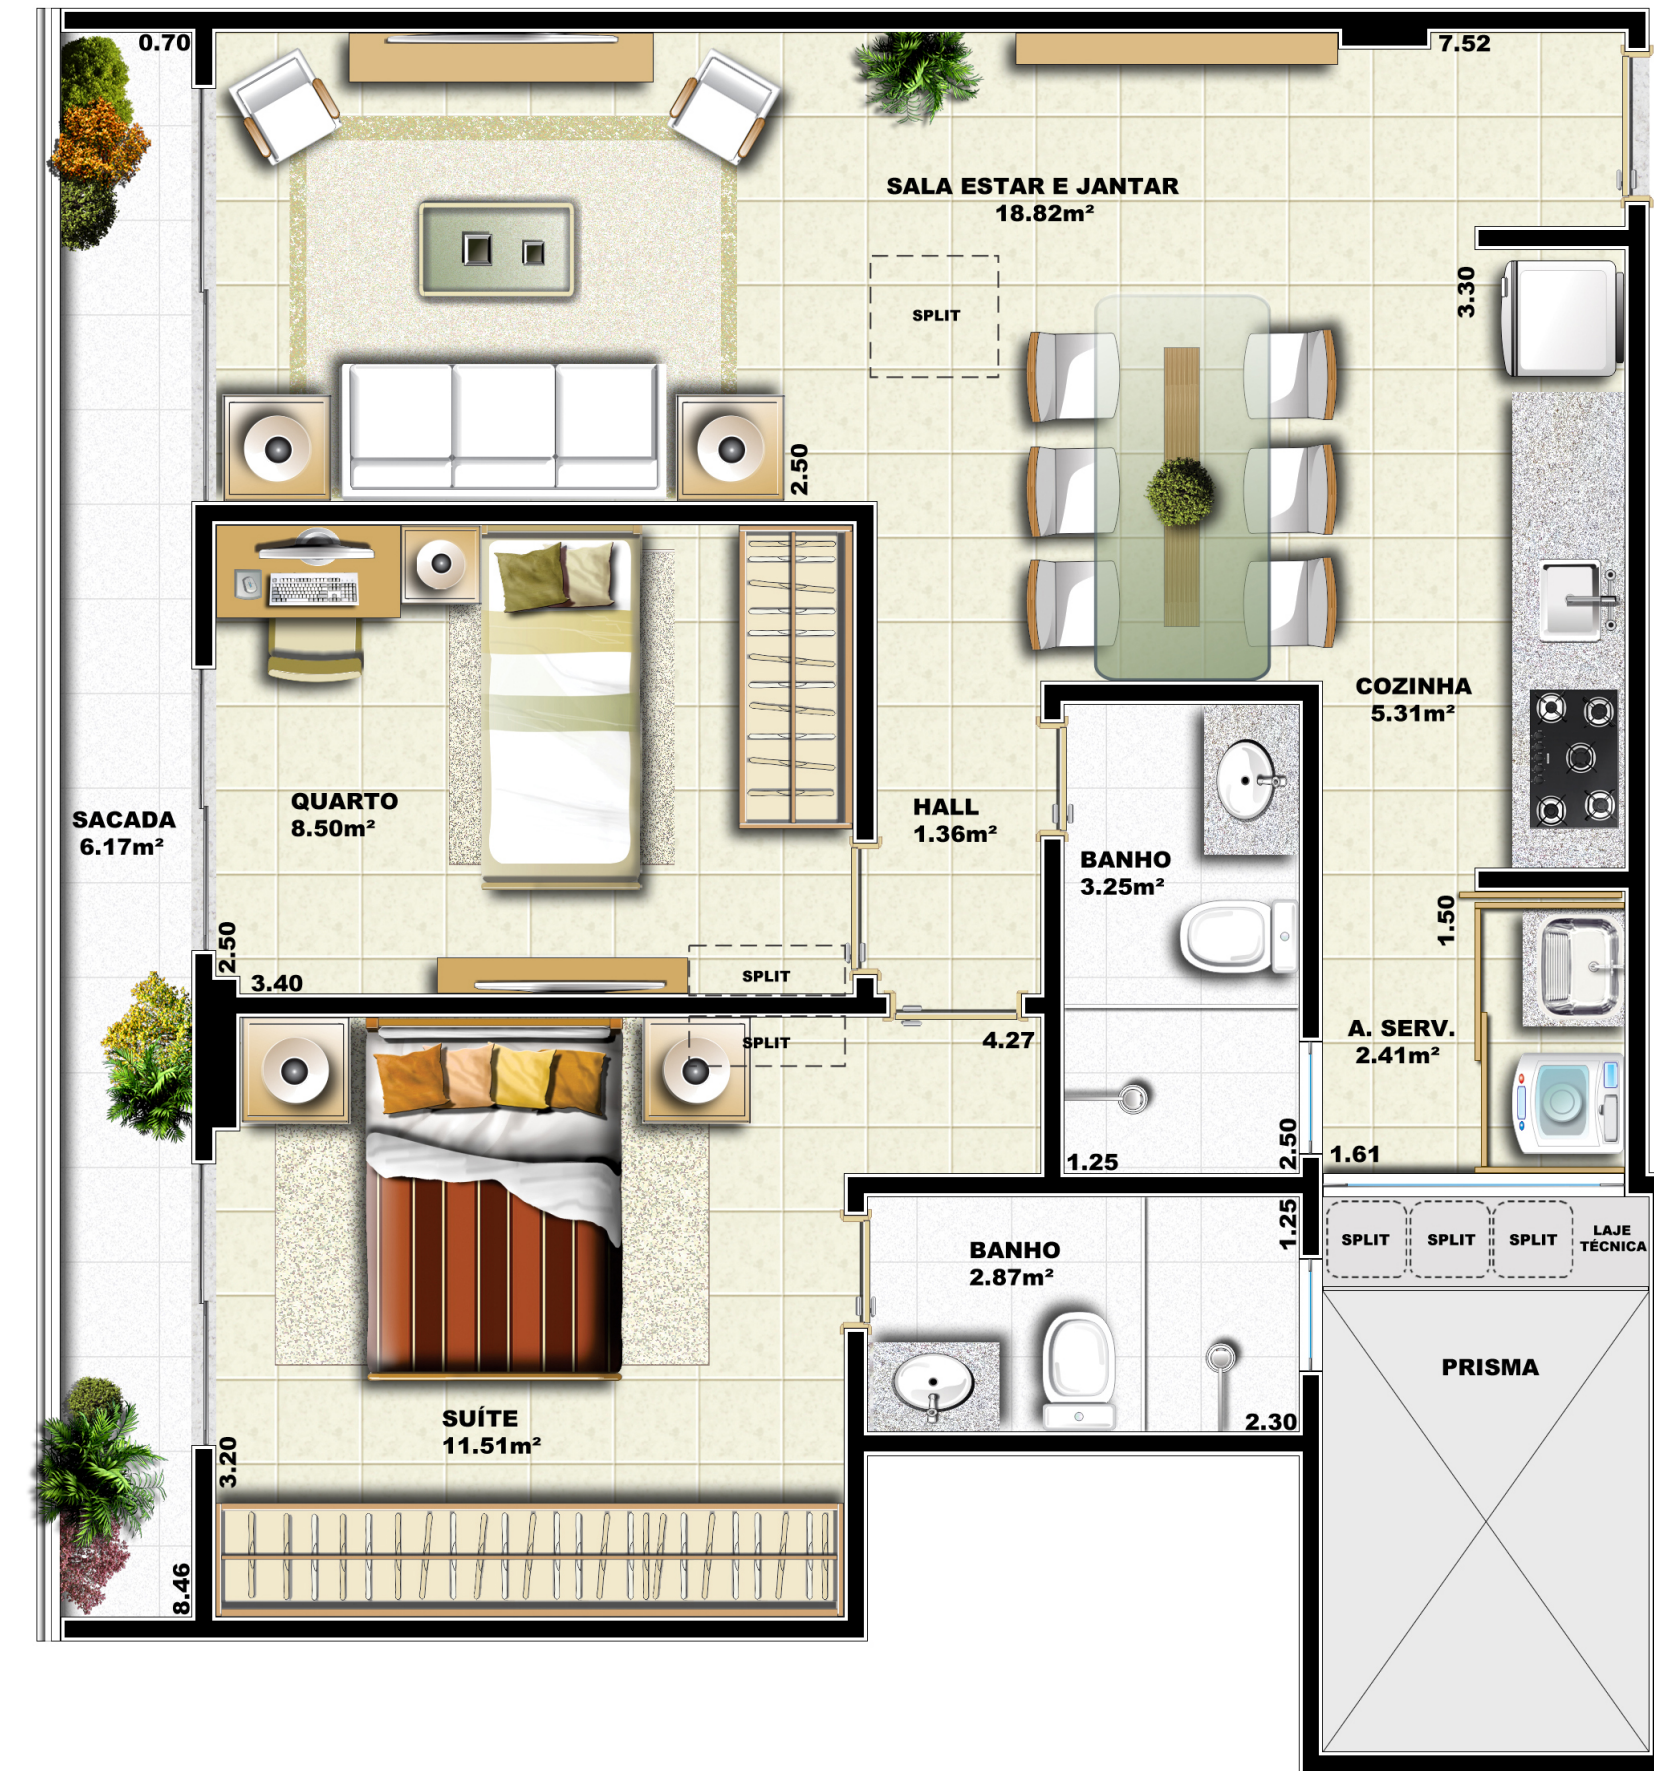 0.70
7.52
SALA ESTAR E JANTAR
18.82m²
3.30
SPLIT
2.50
COZINHA
5.31m²
QUARTO
8.50m²
HALL
1.36m²
SACADA
6.17m²
BANHO
3.25m²
1.50
2.50
3.40
SPLIT
A. SERV.
2.41m²
SPLIT
4.27
1.25
2.50
1.61
1.25
BANHO
2.87m²
SPLIT
SPLIT
SPLIT
LAJE
TÉCNICA
PRISMA
SUÍTE
11.51m²
2.30
3.20
8.46